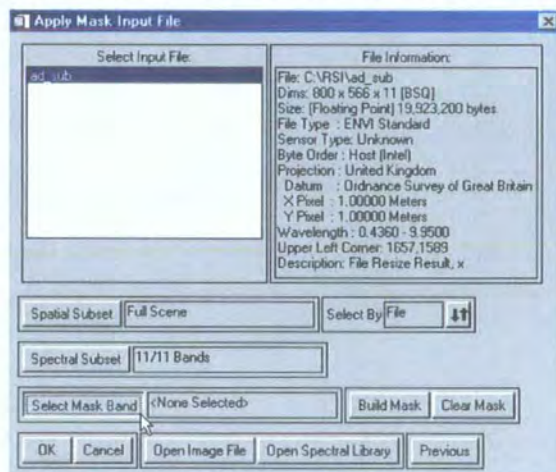 Apply Mask Input File
Select Input File:
ad_sub
File Information:
File: C:\RSI\ad_sub
Dims: 800 x 566 x 11 [BSQ]
Size: [Floating Point] 19,923,200 bytes
File Type : ENVI Standard
Sensor Type: Unknown
Byte Order : Host (Intel)
Projection : United Kingdom
Datum : Ordnance Survey of Great Britain
X Pixel : 1.00000 Meters
Y Pixel : 1.00000 Meters
Wavelength : 0.4360 - 9.9500
Upper Left Corner: 1657,1589
Description: File Resize Result, x
Spatial Subset Full Scene Select By File
Spectral Subset 11/11 Bands
Select Mask Band <None Selected> Build Mask Clear Mask
OK Cancel Open Image File Open Spectral Library Previous